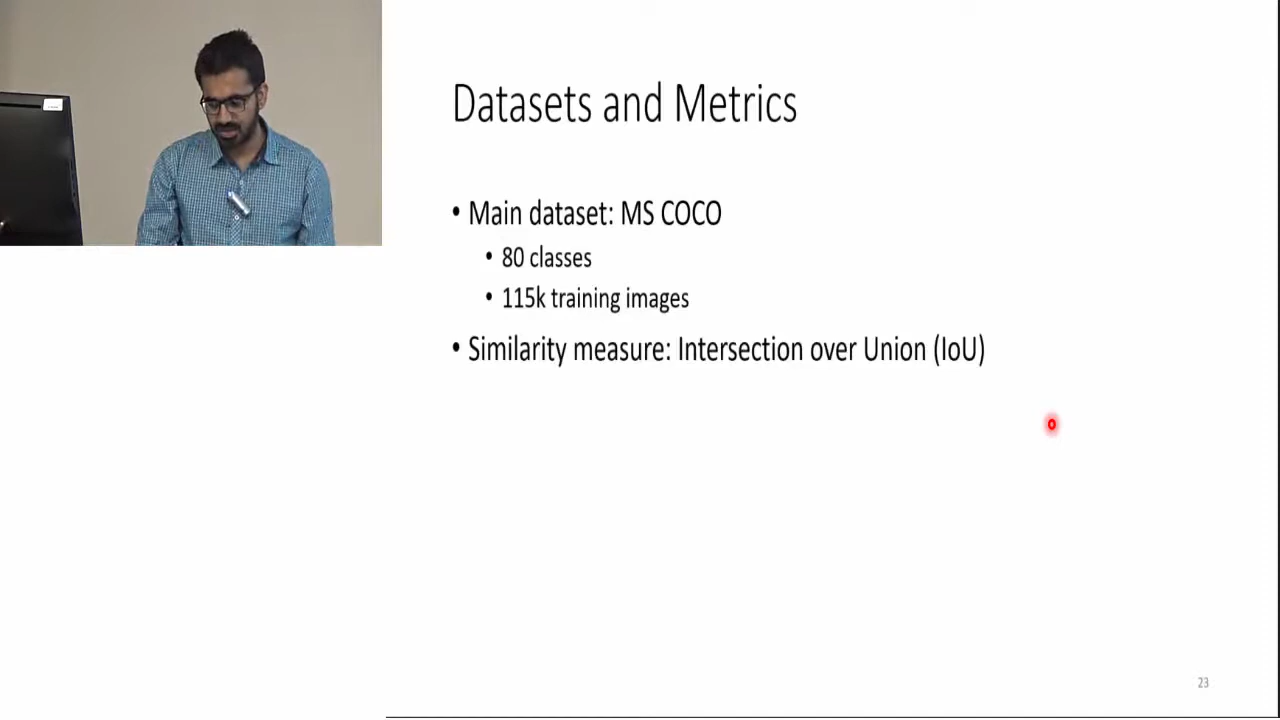 Datasets and Metrics
• Main dataset: MS COCO
• 80 classes
• 115k training images
• Similarity measure: Intersection over Union (IoU)
23